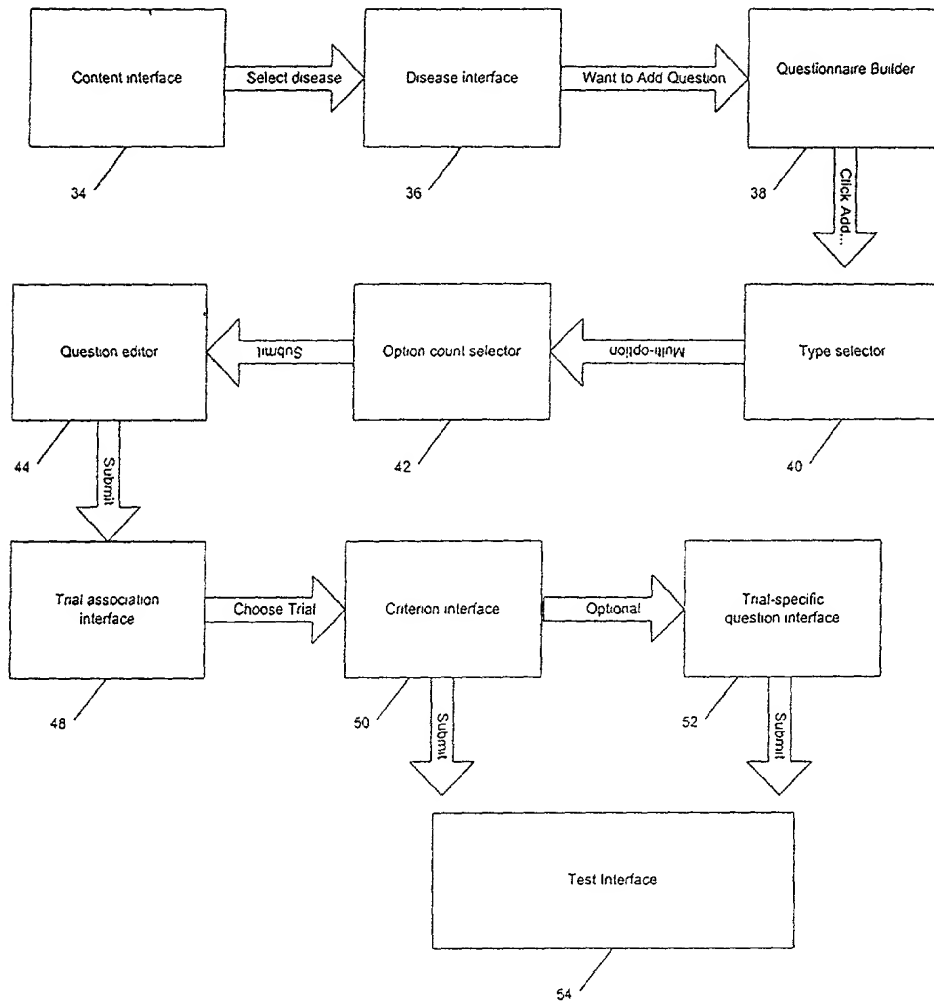 Content interface
Select disease
Disease interface
Want to Add Question
Questionnaire Builder
34
36
38
Click Add...
Question editor
Submit
Option count selector
Multi-option
Type selector
44
42
40
Submit
Trial association
interface
Choose Trial
Criterion interface
Optional
Trial-specific
question interface
48
50
52
Submit
Submit
Test Interface
54